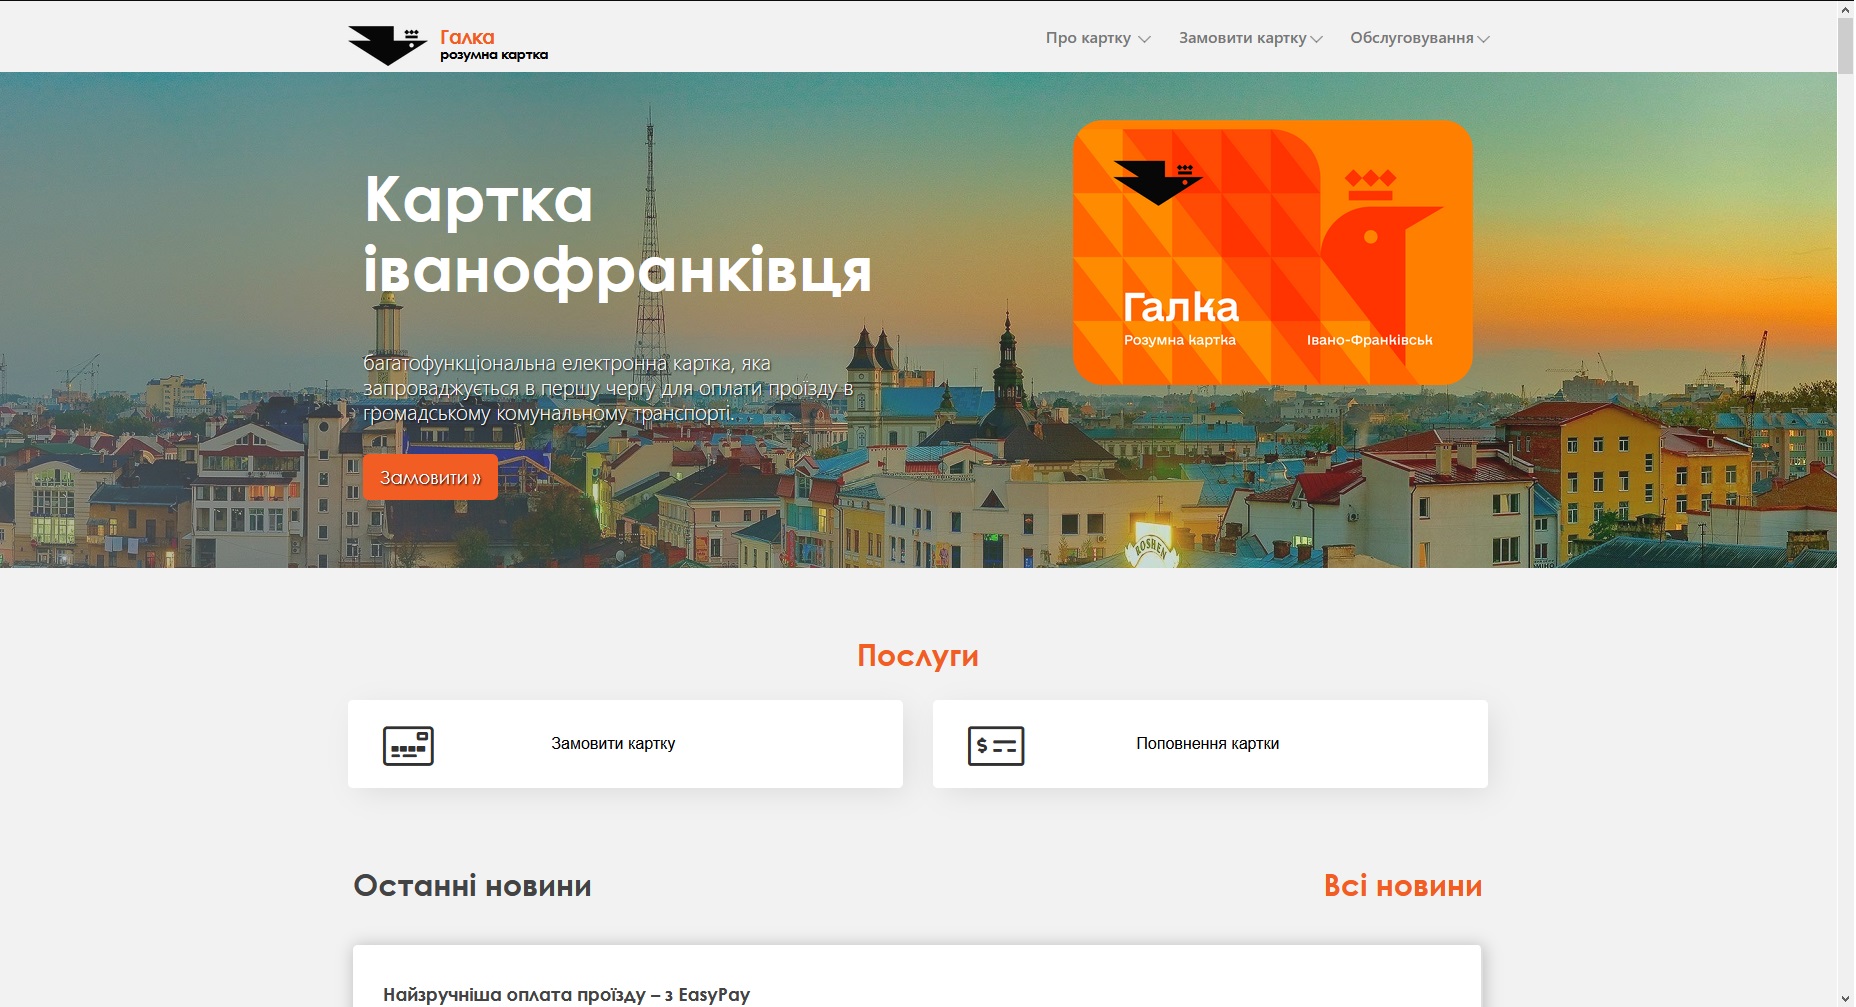 Галка
розумна картка
Про картку
Замовити картку
Обслуговування
Картка
іванофранківця
багатофункціональна електронна картка, яка
запроваджується в першу чергу для оплати проїзду в
громадському комунальному транспорті.
Замовити »
Галка
Розумна картка
Івано-Франківськ
ROSHEN
Послуги
Замовити картку
Поповнення картки
Останні новини
Всі новини
Найзручніша оплата проїзду – з EasyPay